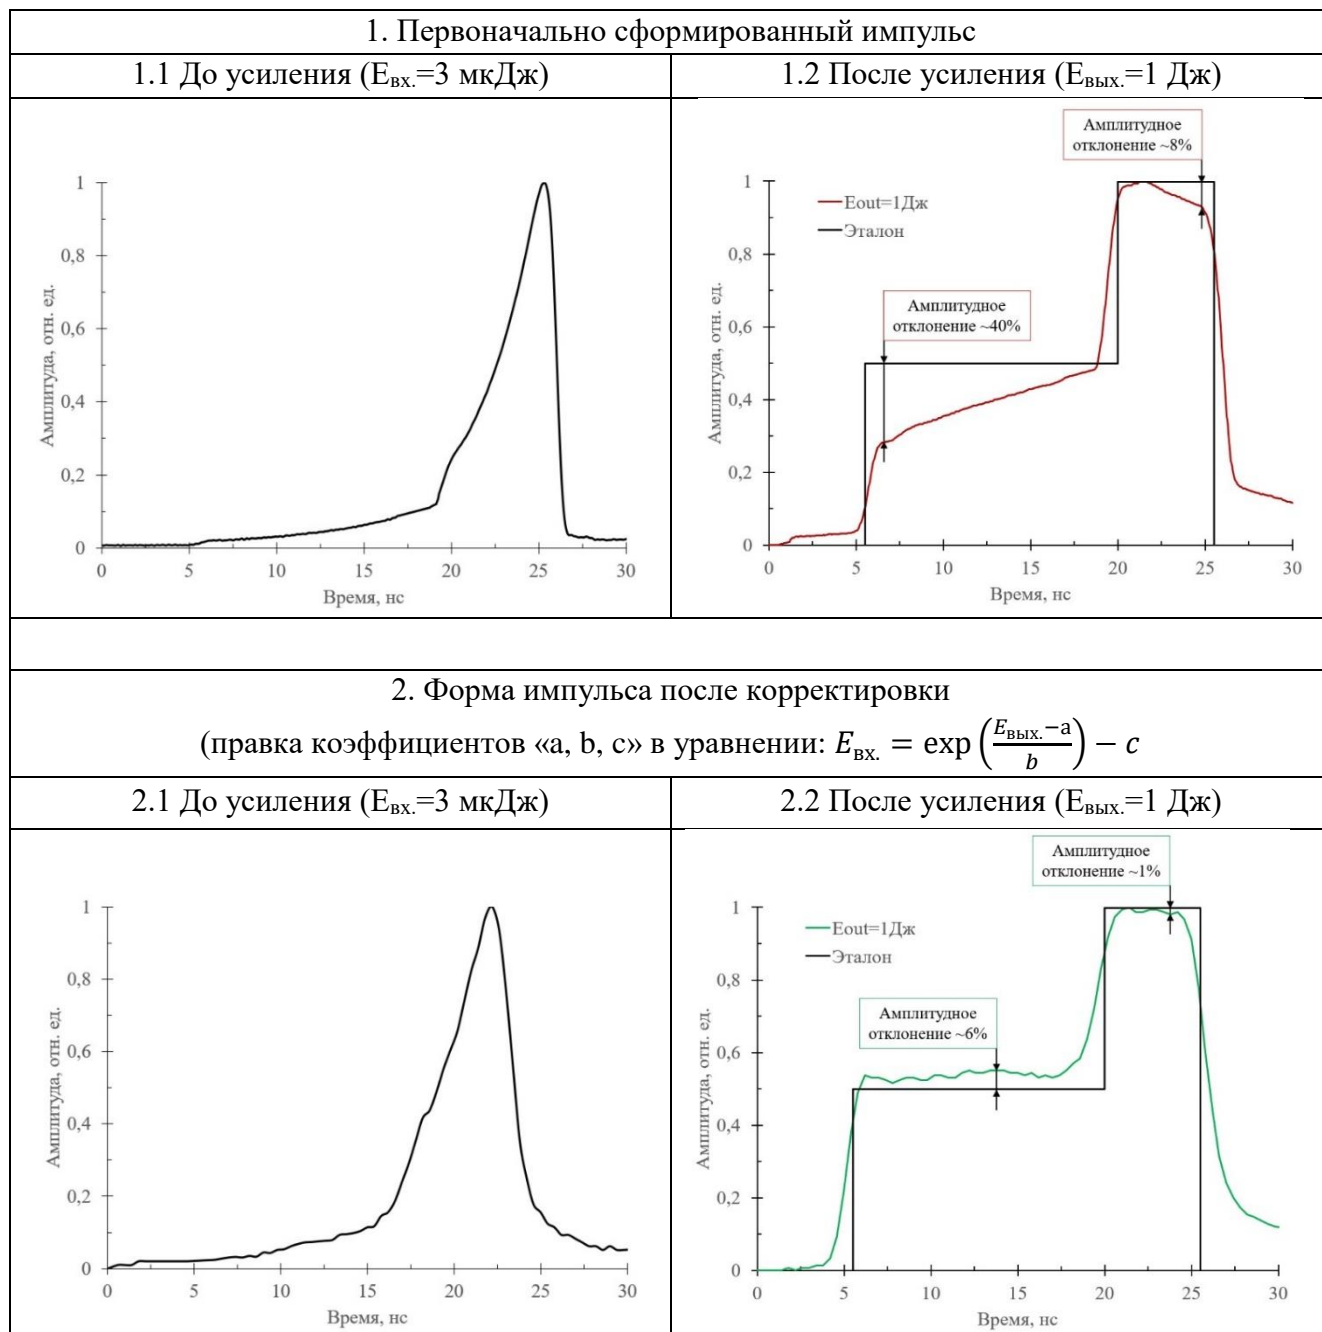 1. Первоначально сформированный импульс
1.1 До усиления (Eвх.=3 мкДж)
1.2 После усиления (Eвых.=1 Дж)
1
0,8
0,6
0,4
0,2
0
Амплитуда, отн. ед.
0 5 10 15 20 25 30
Время, нс
Амплитудное
отклонение ~8%
Eout=1Дж
Эталон
Амплитудное
отклонение ~40%
1
0,8
0,6
0,4
0,2
0
Амплитуда, отн. ед.
0 5 10 15 20 25 30
Время, нс
2. Форма импульса после корректировки
(правка коэффициентов «a, b, c» в уравнении: Eвх. = exp((Eвых.−a)/b) − c
2.1 До усиления (Eвх.=3 мкДж)
2.2 После усиления (Eвых.=1 Дж)
1
0,8
0,6
0,4
0,2
0
Амплитуда, отн. ед.
0 5 10 15 20 25 30
Время, нс
Амплитудное
отклонение ~1%
Eout=1Дж
Эталон
Амплитудное
отклонение ~6%
1
0,8
0,6
0,4
0,2
0
Амплитуда, отн. ед.
0 5 10 15 20 25 30
Время, нс